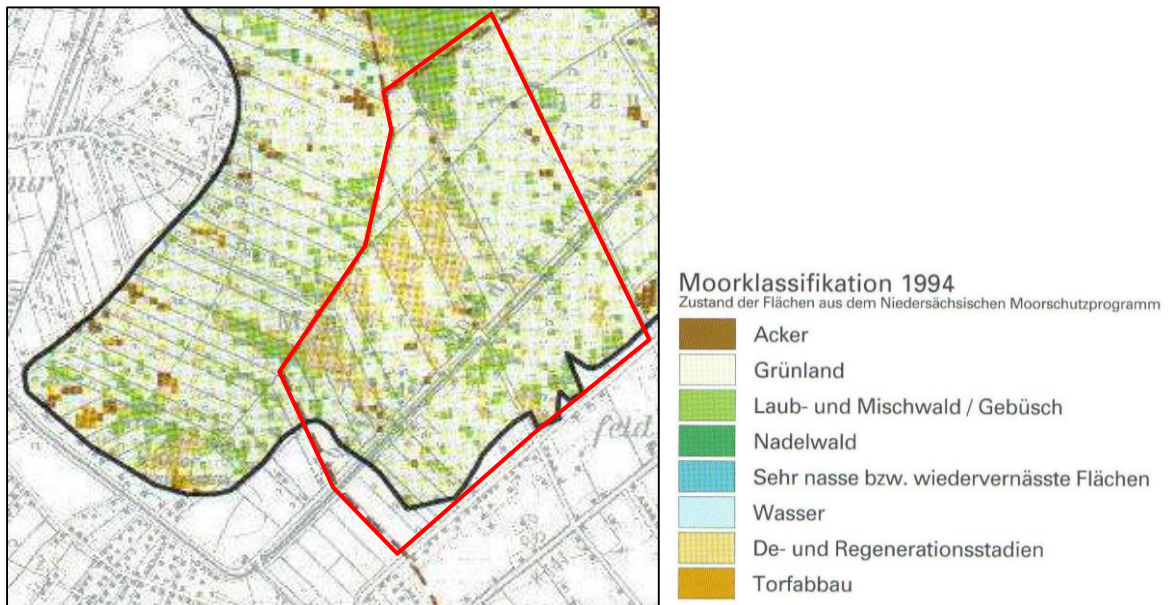 feld
Moorklassifikation 1994
Zustand der Flächen aus dem Niedersächsischen Moorschutzprogramm
Acker
Grünland
Laub- und Mischwald / Gebüsch
Nadelwald
Sehr nasse bzw. wiedervernässte Flächen
Wasser
De- und Regenerationsstadien
Torfabbau